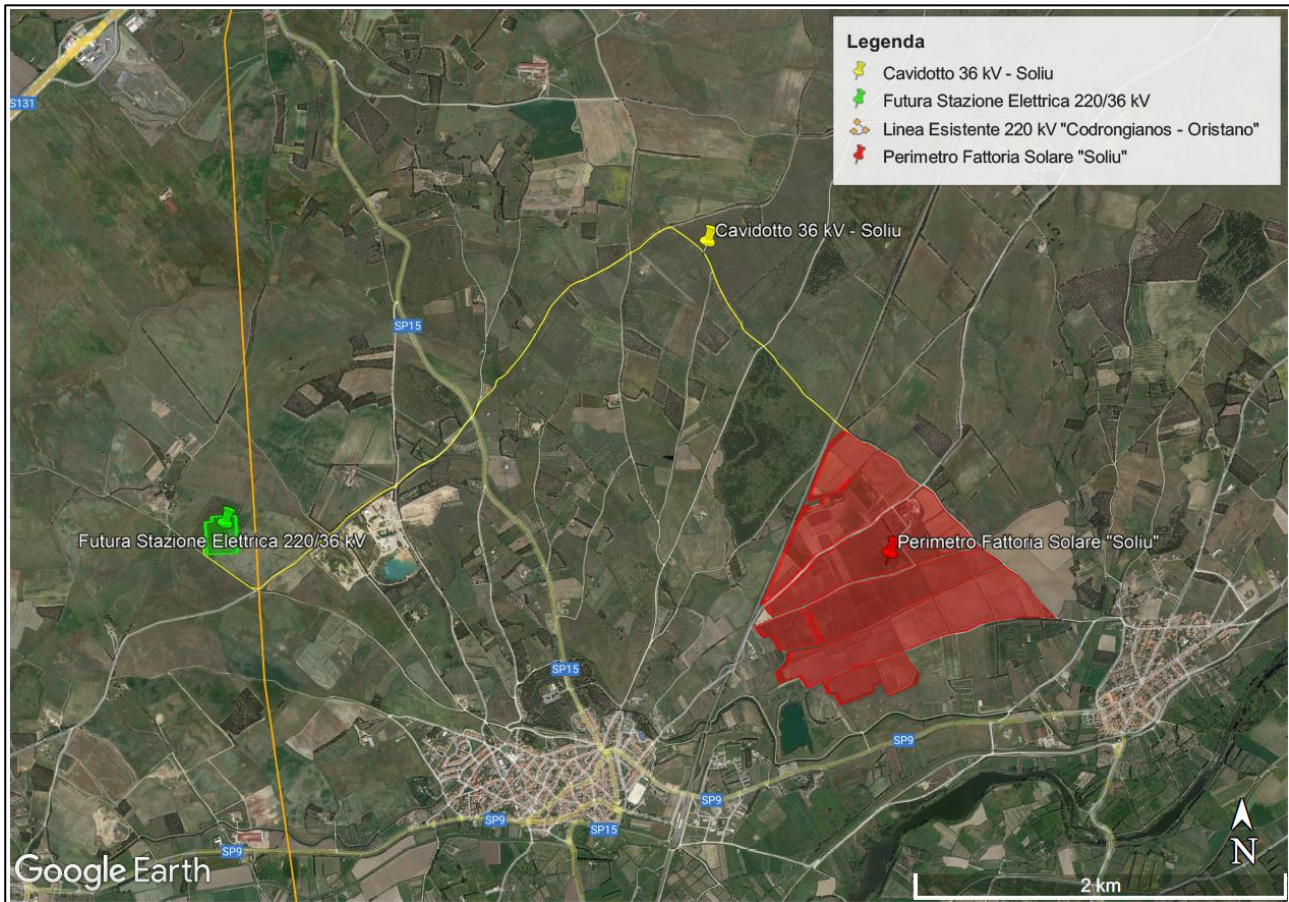 Legenda
Cavidotto 36 kV - Soliu
Futura Stazione Elettrica 220/36 kV
Linea Esistente 220 kV "Codrongianos - Oristano"
Perimetro Fattoria Solare "Soliu"
S131
Cavidotto 36 kV - Soliu
SP15
Futura Stazione Elettrica 220/36 kV
Perimetro Fattoria Solare "Soliu"
SP15
SP9
SP9
SP9
SP15
SP9
Google Earth
N
2 km